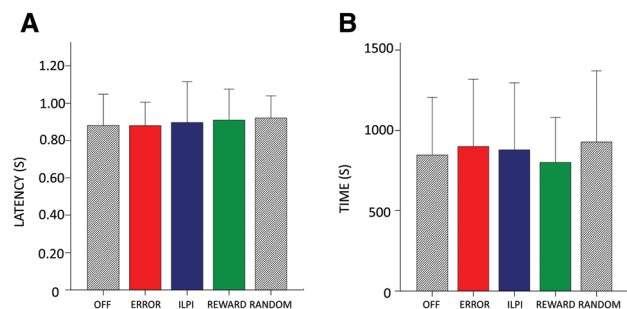 A
B
LATENCY (S)
1.20
1.00
0.80
0.60
0.40
0.20
0
OFF ERROR ILPI REWARD RANDOM
TIME (S)
1500
1000
500
0
OFF ERROR ILPI REWARD RANDOM